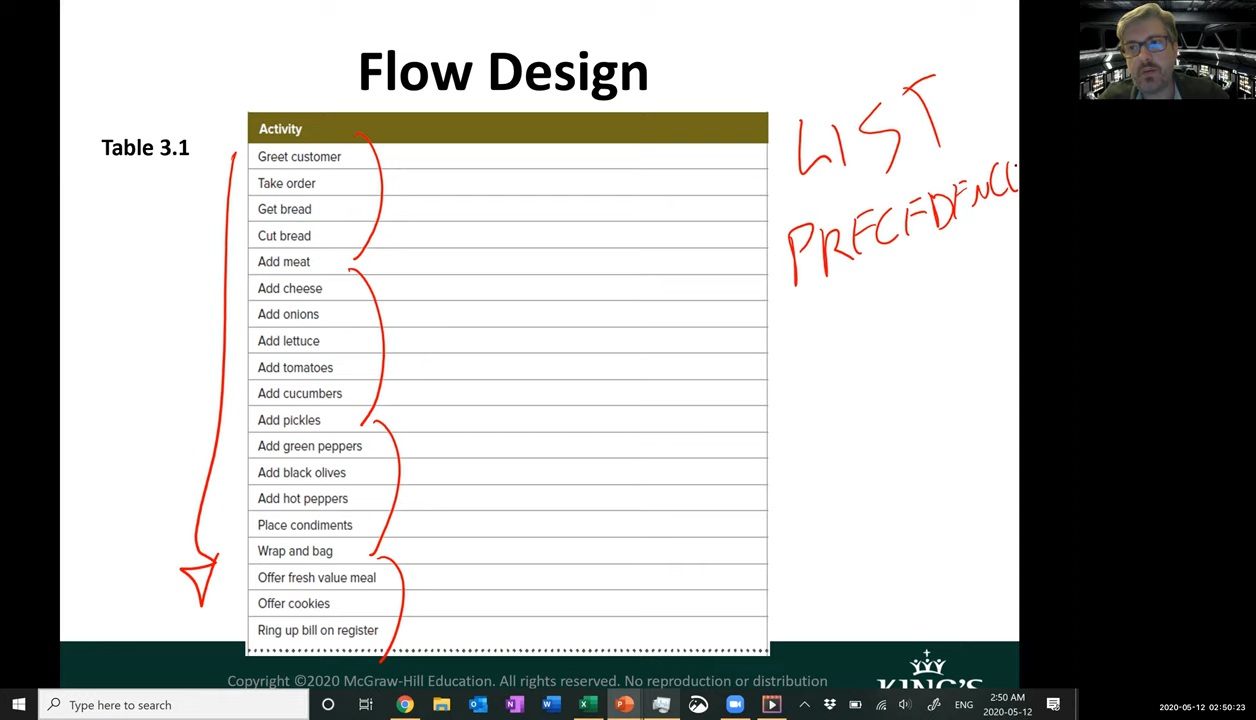 Flow Design
Table 3.1
Activity
Greet customer
Take order
Get bread
Cut bread
Add meat
Add cheese
Add onions
Add lettuce
Add tomatoes
Add cucumbers
Add pickles
Add green peppers
Add black olives
Add hot peppers
Place condiments
Wrap and bag
Offer fresh value meal
Offer cookies
Ring up bill on register
LIST
PRECEDENCE
Copyright ©2020 McGraw-Hill Education. All rights reserved. No reproduction or distribution
KING'S
Type here to search
ENG
2:50 AM
2020-05-12
2020-05-12 02:50:23